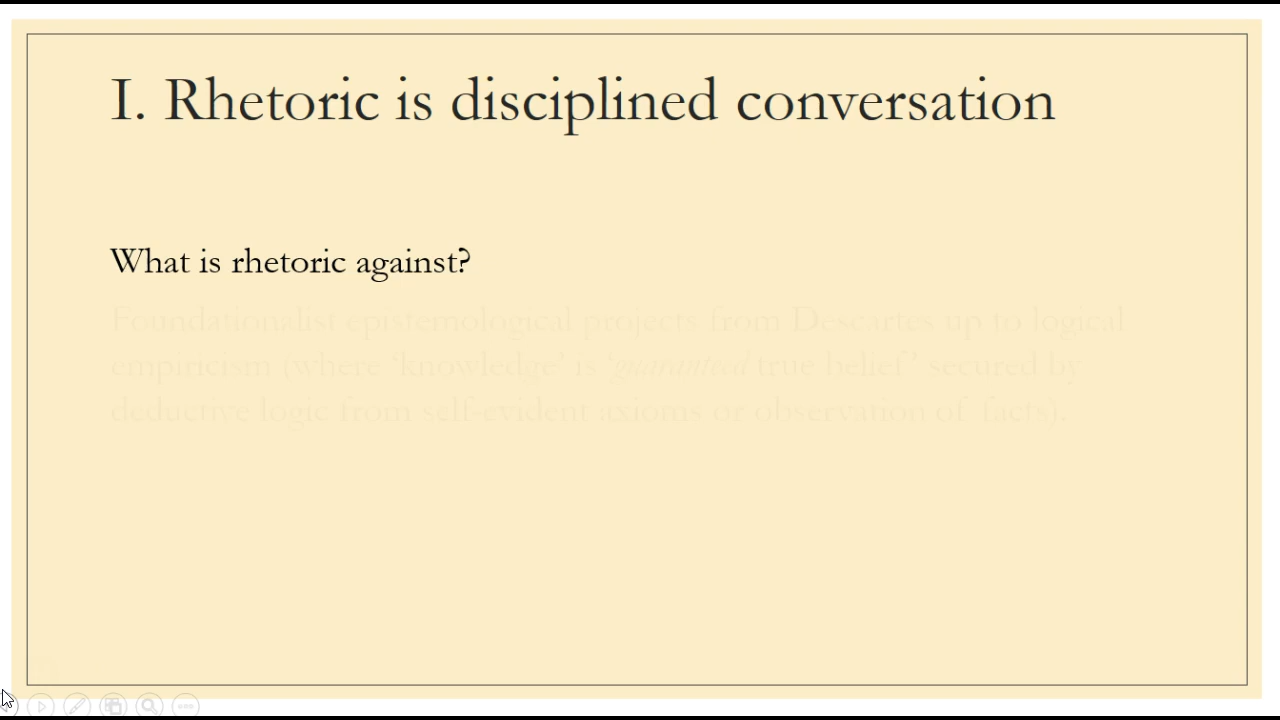 I. Rhetoric is disciplined conversation
What is rhetoric against?
Foundationalist epistemological projects from Descartes up to logical
empiricism (where ‘knowledge’ is ‘guaranteed true belief’ secured by
deductive logic from self-evident axioms or observation of facts).